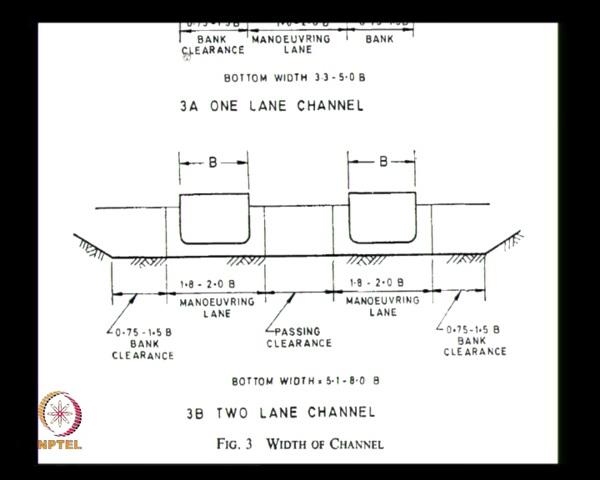 BANK MANOEUVRING BANK
CLEARANCE LANE
BOTTOM WIDTH 3.3-5.0 B
3A ONE LANE CHANNEL
B B
1·8 - 2·0 B 1·8 - 2·0 B
MANOEUVRING LANE MANOEUVRING LANE
0·75-1·5 B BANK CLEARANCE
PASSING CLEARANCE
0·75-1·5 B BANK CLEARANCE
BOTTOM WIDTH = 5·1-8·0 B
3B TWO LANE CHANNEL
FIG. 3 WIDTH OF CHANNEL
NPTEL